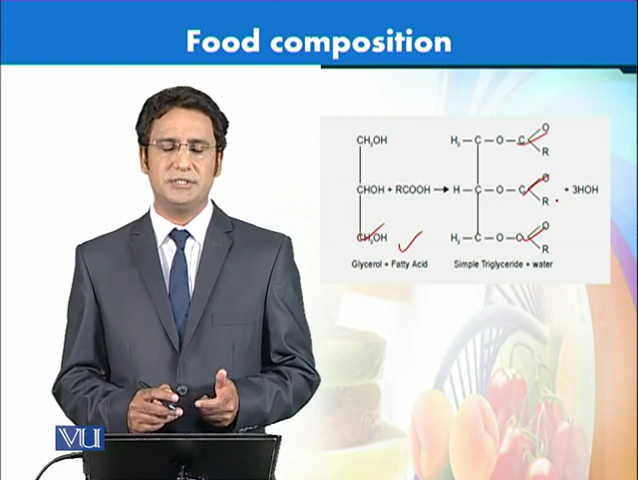 Food composition
CH₂OH H₂ — C — O — C O
R
CHOH + RCOOH → H — C — O — C O + 3HOH
R
CH₂OH H₂ — C — O — O O
R
Glycerol + Fatty Acid Simple Triglyceride + water
VU